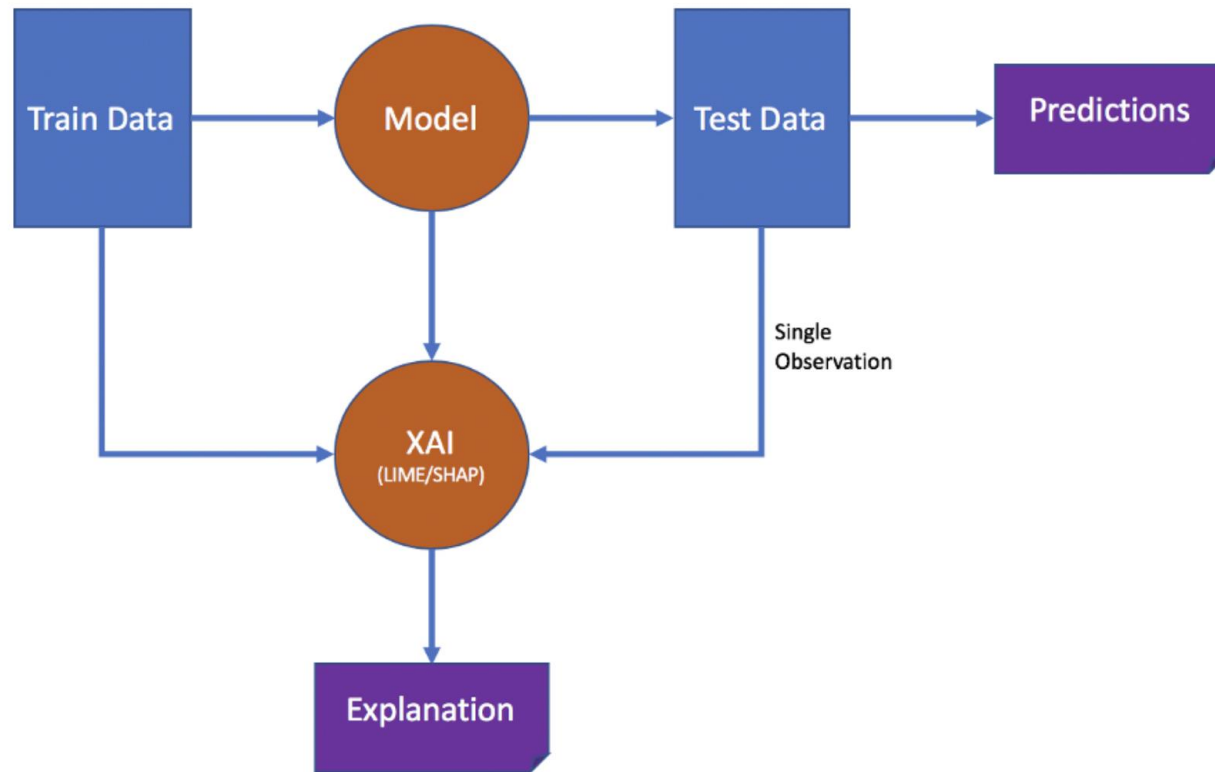 Train Data
Model
Test Data
Predictions
Single
Observation
XAI
(LIME/SHAP)
Explanation